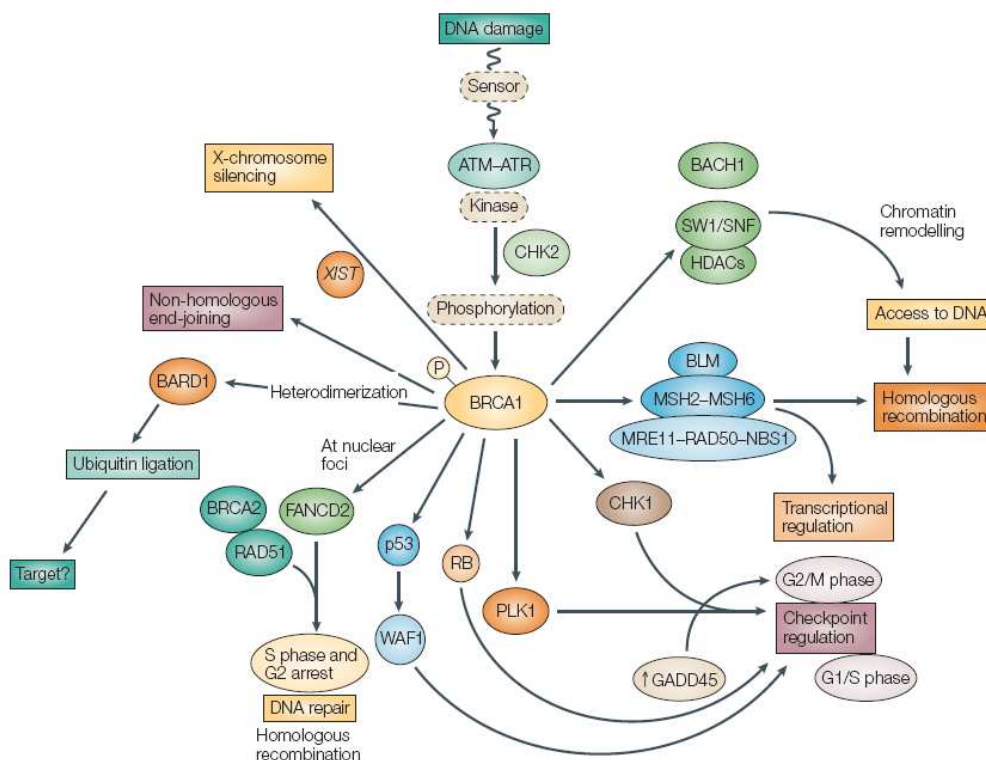 DNA damage
Sensor
ATM–ATR
Kinase
CHK2
Phosphorylation
P
BRCA1
X-chromosome
silencing
XIST
Non-homologous
end-joining
BARD1
Heterodimerization
Ubiquitin ligation
Target?
At nuclear
foci
BRCA2
FANCD2
RAD51
S phase and
G2 arrest
DNA repair
Homologous
recombination
p53
WAF1
RB
PLK1
CHK1
BACH1
SW1/SNF
HDACs
Chromatin
remodelling
Access to DNA
BLM
MSH2–MSH6
MRE11–RAD50–NBS1
Homologous
recombination
Transcriptional
regulation
G2/M phase
Checkpoint
regulation
G1/S phase
↑GADD45